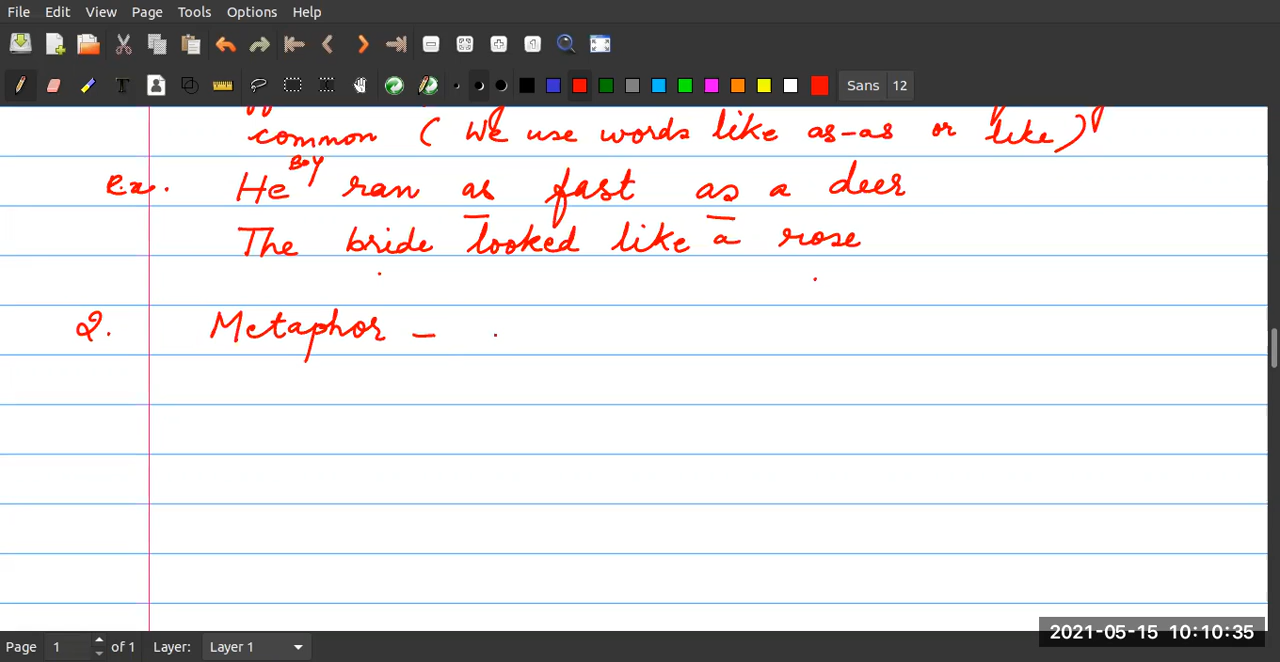 File Edit View Page Tools Options Help
Sans 12
common ( We use words like as-as or like )
Boy
Ex. He ran as fast as a deer
The bride looked like a rose
2. Metaphor –
2021-05-15 10:10:35
Page 1 of 1 Layer: Layer 1